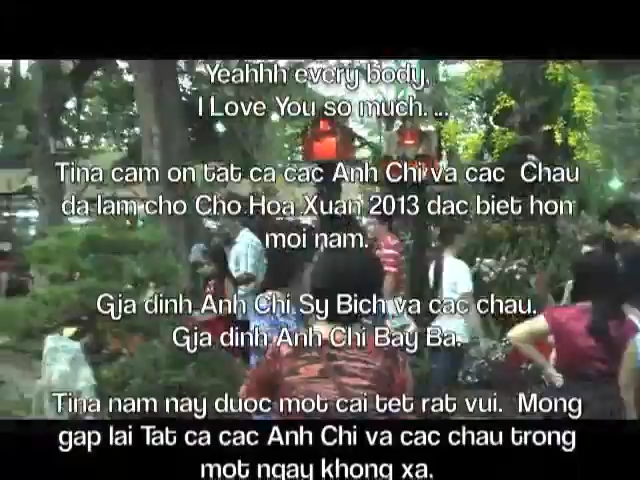 Yeahhh every body,
I Love You so much. ...
Tina cam on tat ca cac Anh Chi va cac Chau
da lam cho Cho Hoa Xuan 2013 dac biet hon
moi nam.
Gia dinh Anh Chi Sy Bich va cac chau.
Gia dinh Anh Chi Bay Ba.
Tina nam nay duoc mot cai tet rat vui. Mong
gap lai Tat ca cac Anh Chi va cac chau trong
mot ngay khong xa.